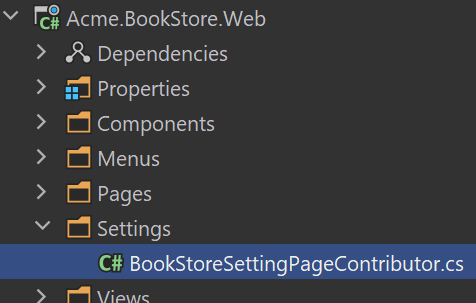 C# Acme.BookStore.Web
Dependencies
Properties
Components
Menus
Pages
Settings
C# BookStoreSettingPageContributor.cs
Views